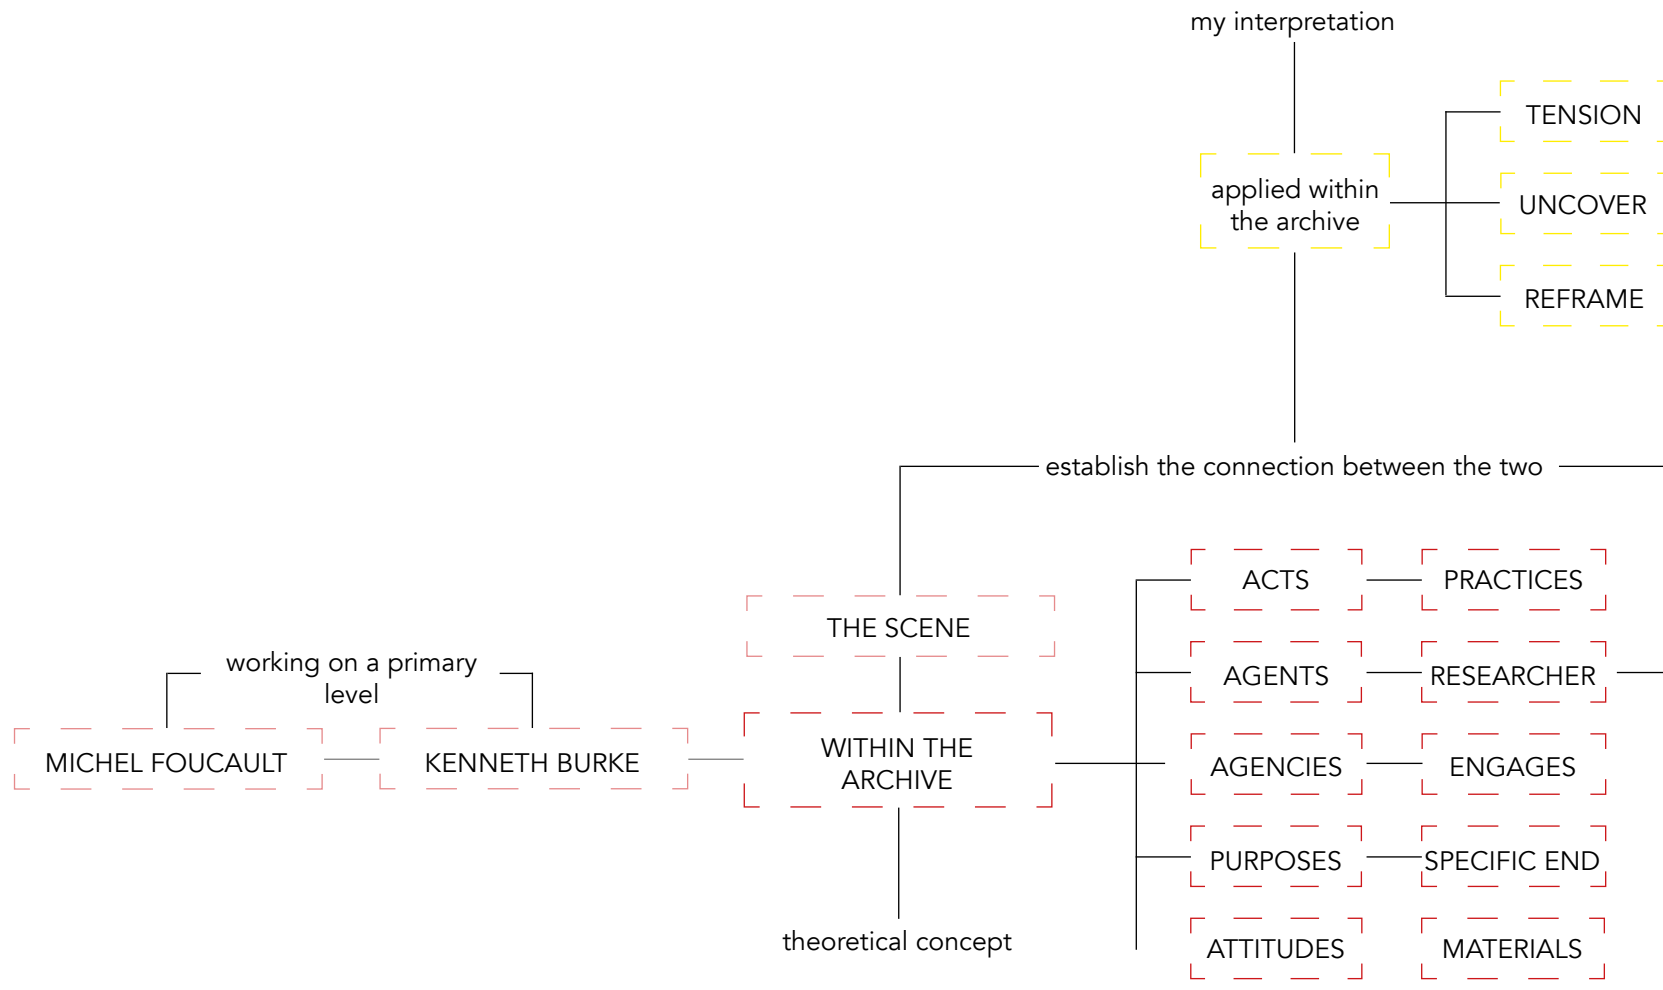 my interpretation
TENSION
applied within
the archive
UNCOVER
REFRAME
establish the connection between the two
ACTS
PRACTICES
THE SCENE
working on a primary
level
AGENTS
RESEARCHER
MICHEL FOUCAULT
KENNETH BURKE
WITHIN THE
ARCHIVE
AGENCIES
ENGAGES
PURPOSES
SPECIFIC END
theoretical concept
ATTITUDES
MATERIALS